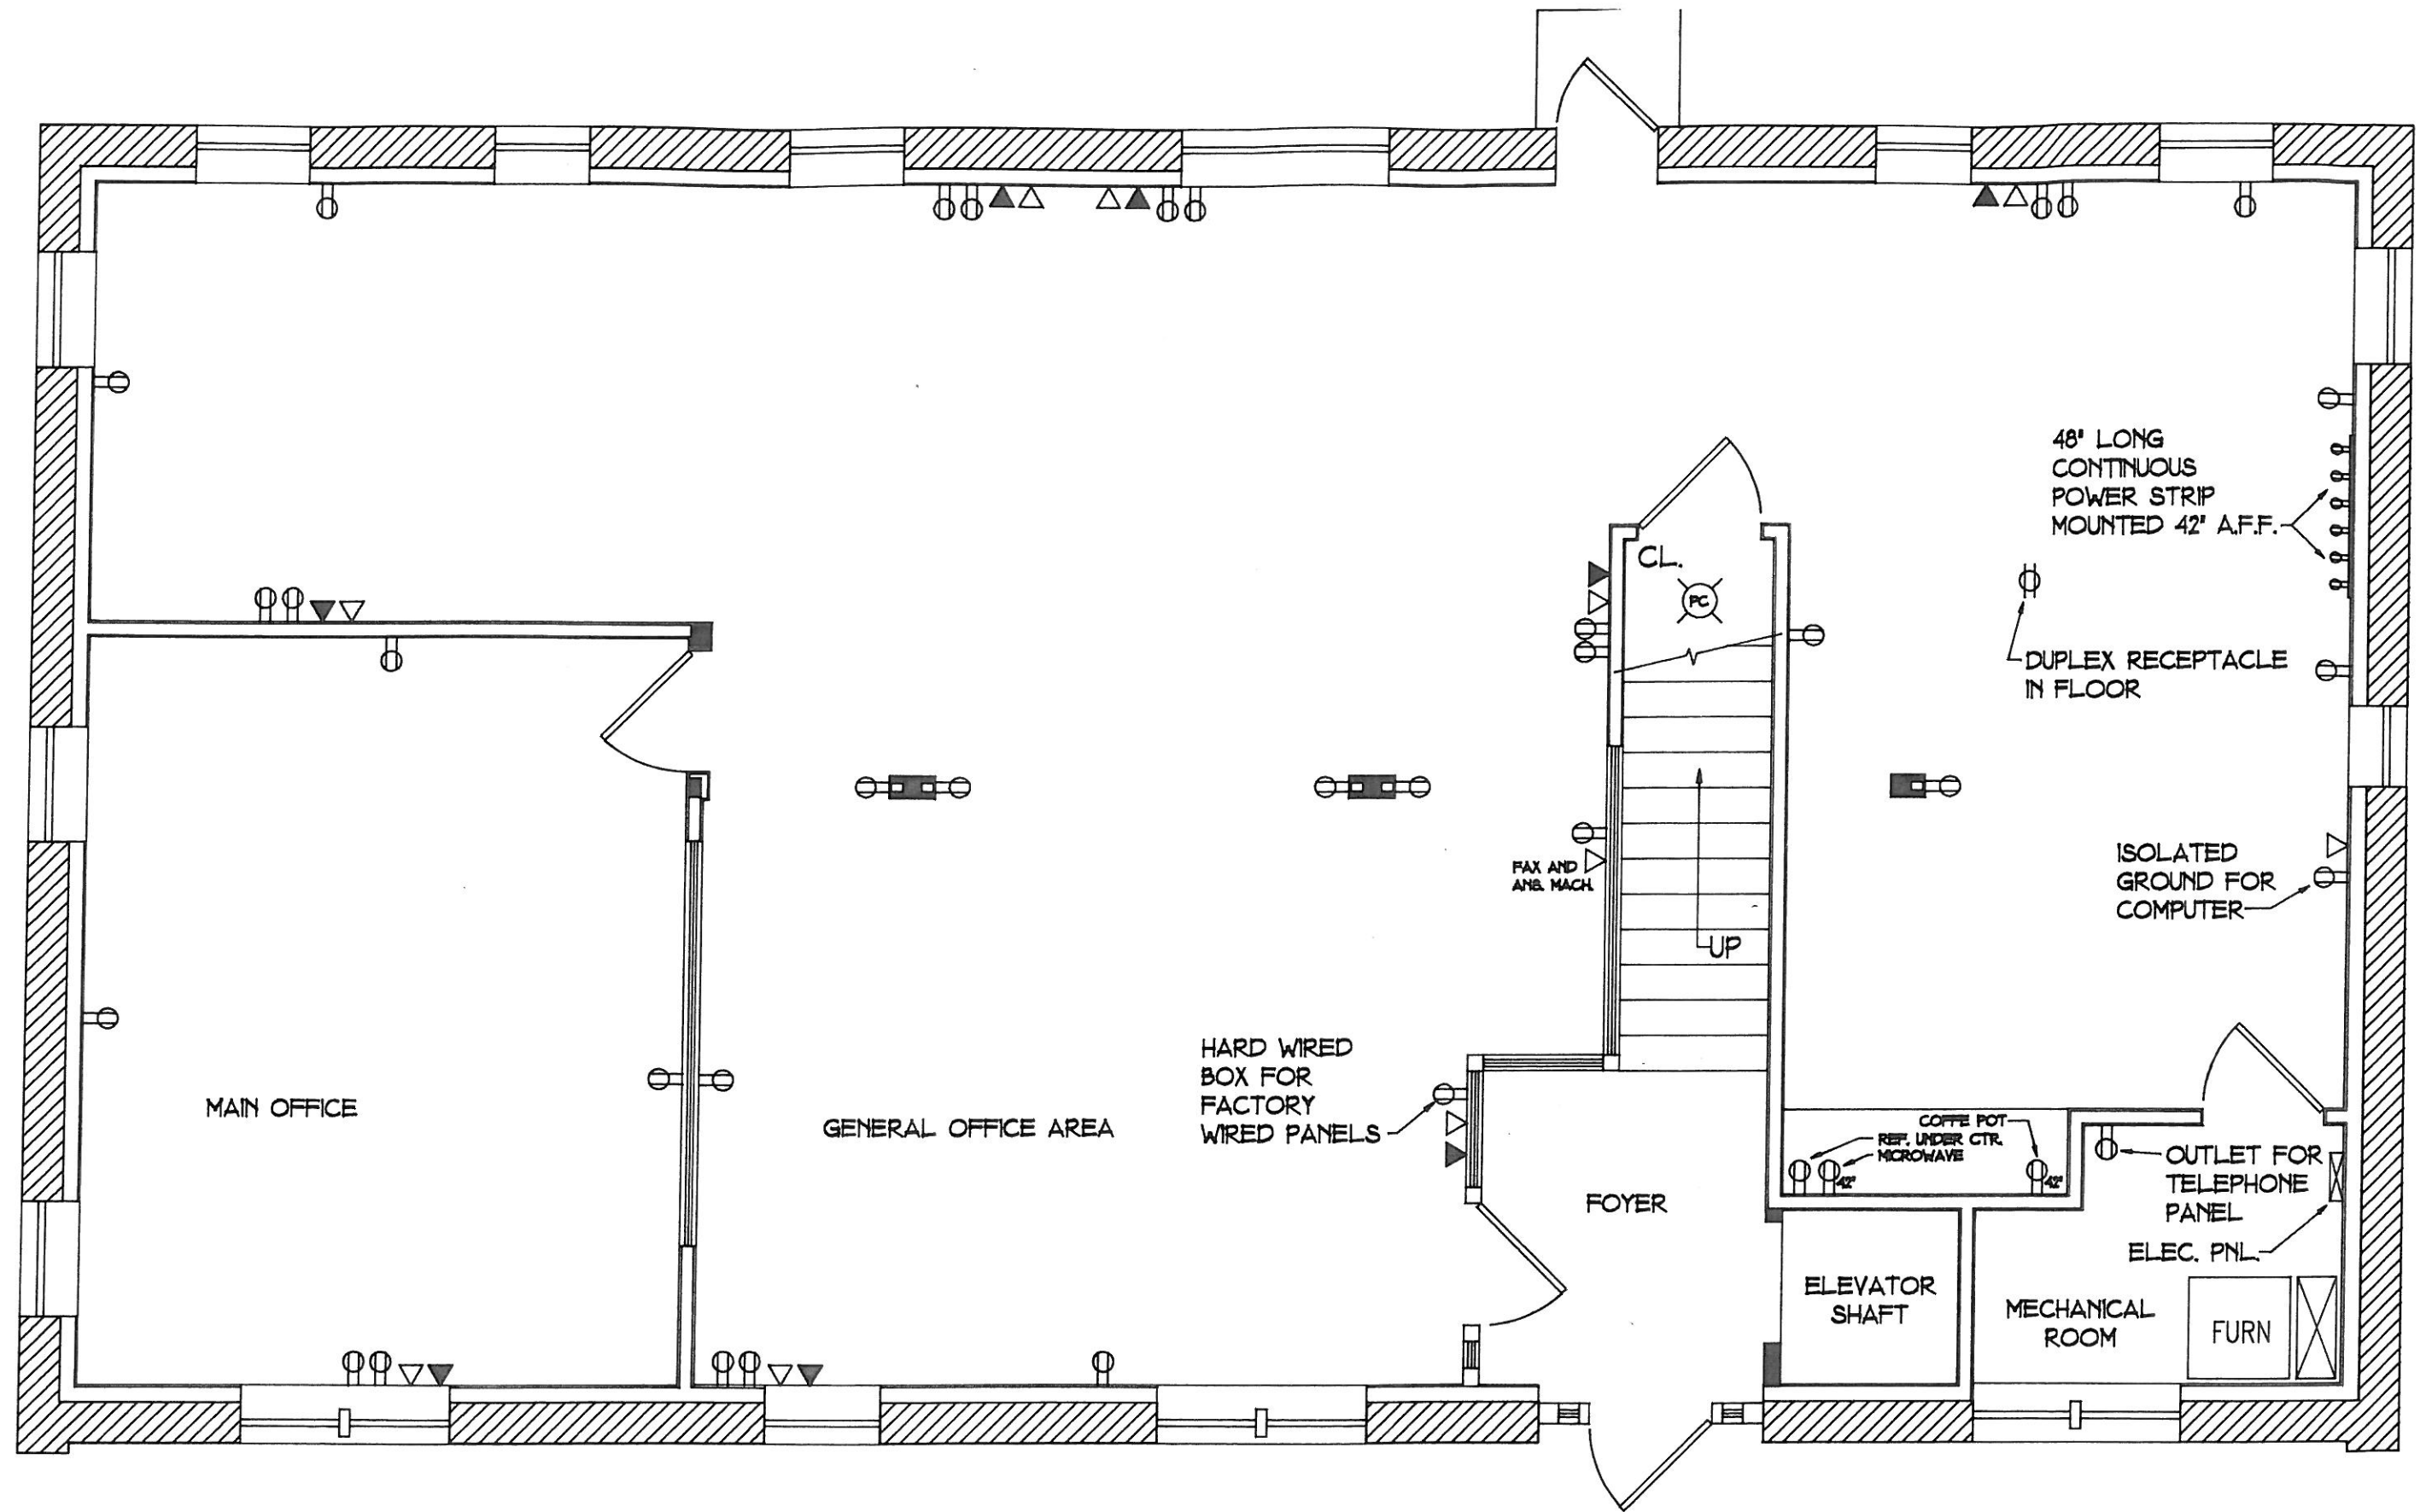 CL.
PC
48" LONG
CONTINUOUS
POWER STRIP
MOUNTED 42" A.F.F.
DUPLEX RECEPTACLE
IN FLOOR
FAX AND
ANS. MACH.
ISOLATED
GROUND FOR
COMPUTER
UP
HARD WIRED
BOX FOR
FACTORY
WIRED PANELS
MAIN OFFICE
GENERAL OFFICE AREA
COFFE POT
REF. UNDER CTR.
MICROWAVE
42"
42"
OUTLET FOR
TELEPHONE
PANEL
ELEC. PNL.
FOYER
ELEVATOR
SHAFT
MECHANICAL
ROOM
FURN